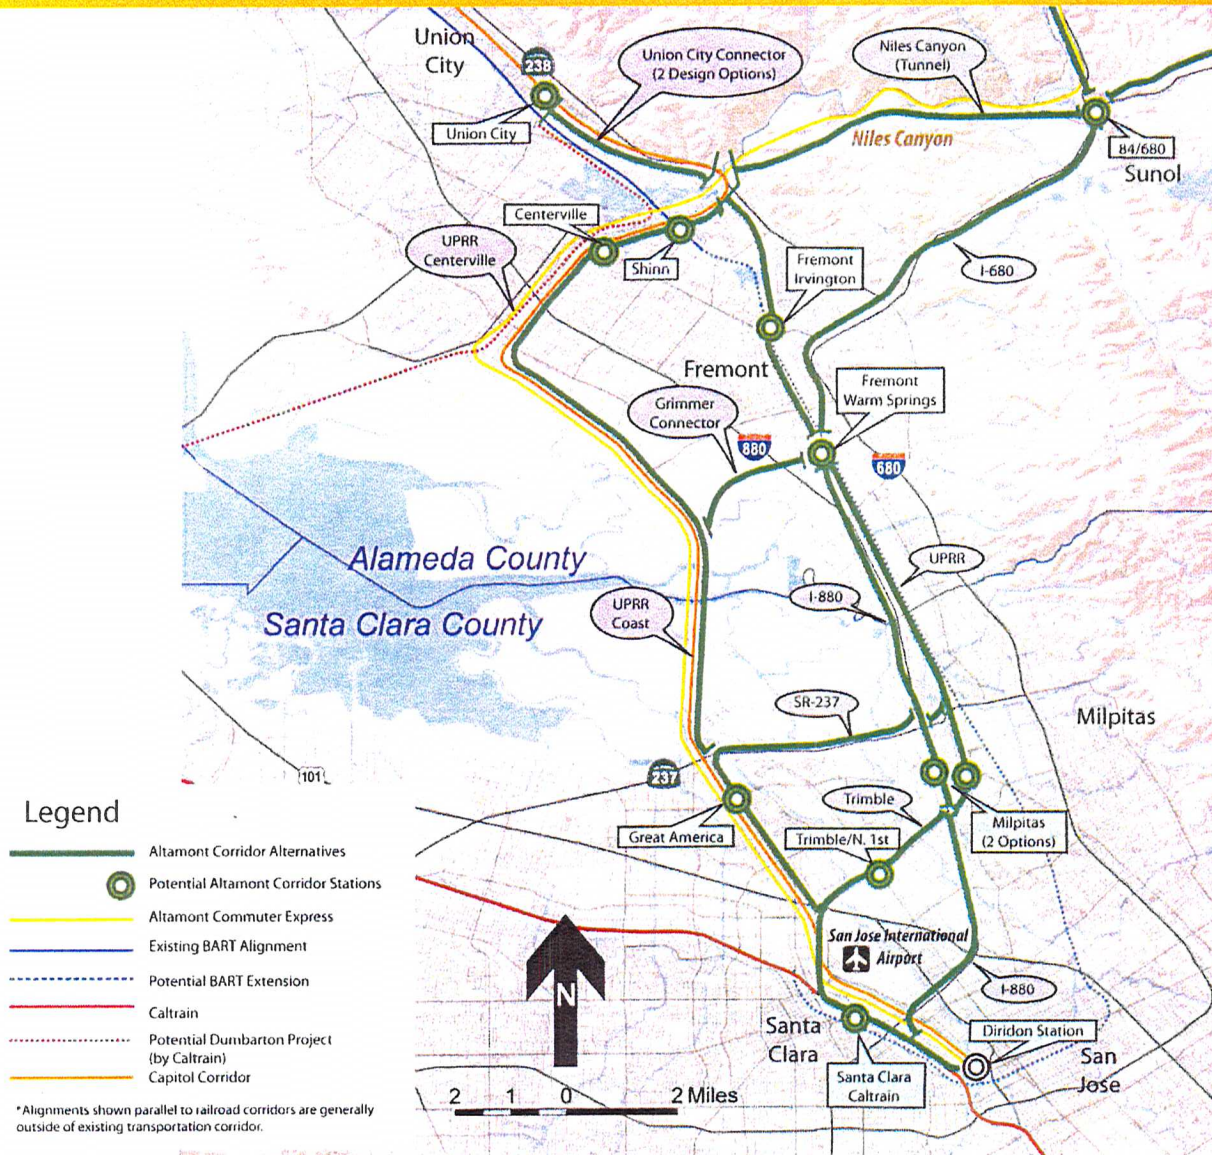 Union
City
238
Union City Connector
(2 Design Options)
Niles Canyon
(Tunnel)
Union City
Niles Canyon
84/680
Sunol
Centerville
UPRR
Centerville
Shinn
Fremont
Irvington
I-680
Fremont
Fremont
Warm Springs
Grimmer
Connector
880
680
Alameda County
UPRR
I-880
Santa Clara County
UPRR
Coast
SR-237
Milpitas
101
237
Trimble
Great America
Trimble/N. 1st
Milpitas
(2 Options)
San Jose International
Airport
I-880
Santa
Clara
Diridon Station
San
Jose
Santa Clara
Caltrain
N
2 1 0 2 Miles
Legend
Altamont Corridor Alternatives
Potential Altamont Corridor Stations
Altamont Commuter Express
Existing BART Alignment
Potential BART Extension
Caltrain
Potential Dumbarton Project
(by Caltrain)
Capitol Corridor
*Alignments shown parallel to railroad corridors are generally
outside of existing transportation corridor.